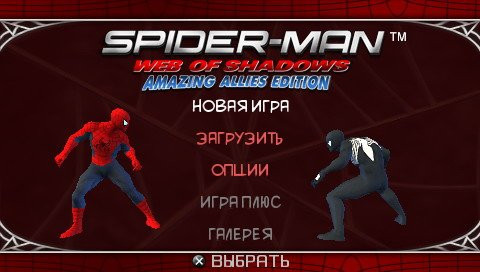 SPIDER-MAN™
WEB OF SHADOWS
AMAZING ALLIES EDITION
НОВАЯ ИГРА
ЗАГРУЗИТЬ
ОПЦИИ
ИГРА ПЛЮС
ГАЛЕРЕЯ
ВЫБРАТЬ